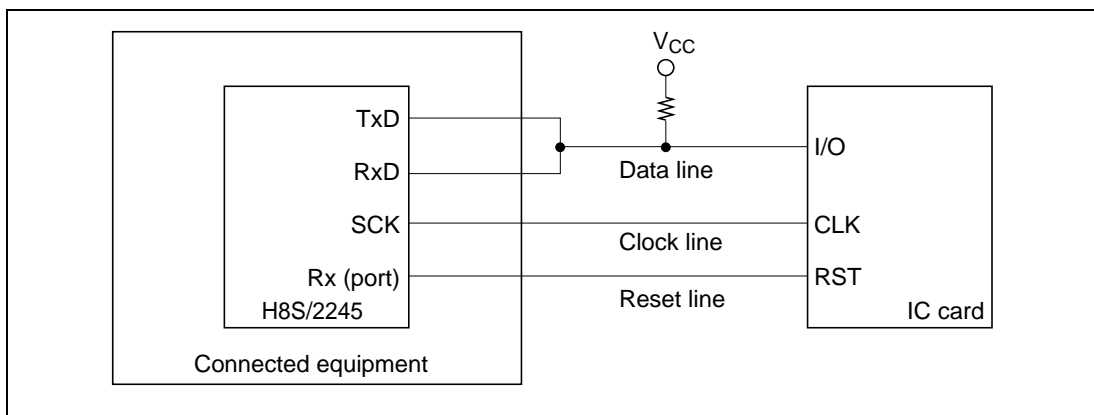 VCC
TxD
I/O
RxD
Data line
SCK
CLK
Clock line
Rx (port)
RST
H8S/2245
Reset line
IC card
Connected equipment